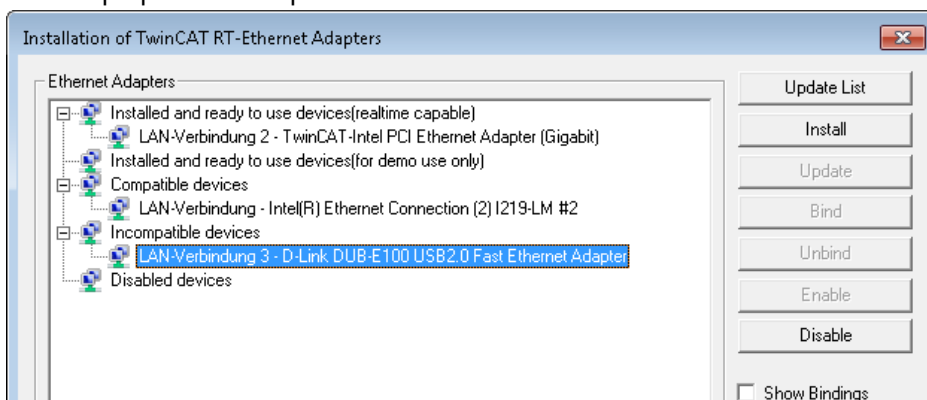 Installation of TwinCAT RT-Ethernet Adapters
Ethernet Adapters
Update List
Installed and ready to use devices(realtime capable)
LAN-Verbindung 2 - TwinCAT-Intel PCI Ethernet Adapter (Gigabit)
Install
Installed and ready to use devices(for demo use only)
Update
Compatible devices
LAN-Verbindung - Intel(R) Ethernet Connection (2) I219-LM #2
Bind
Incompatible devices
LAN-Verbindung 3 - D-Link DUB-E100 USB2.0 Fast Ethernet Adapter
Unbind
Disabled devices
Enable
Disable
Show Bindings